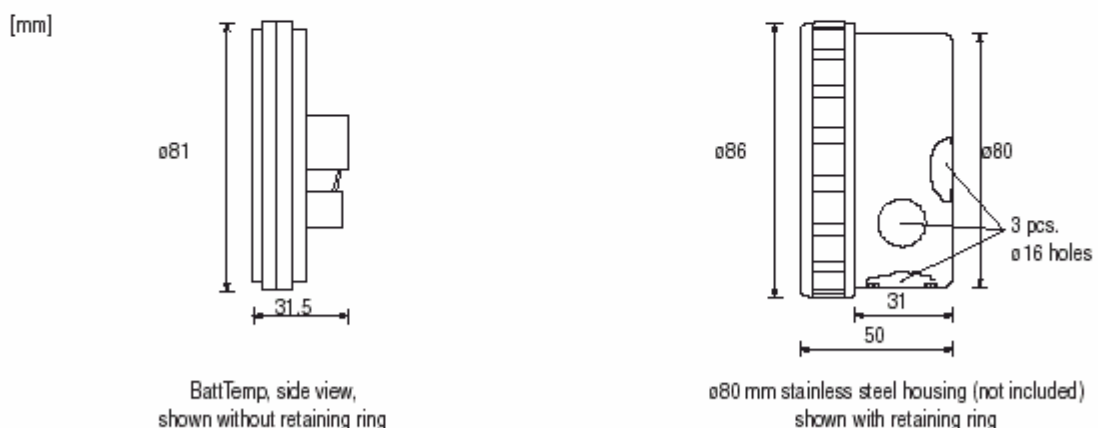 [mm]
ø81
31.5
BattTemp, side view,
shown without retaining ring
ø86
ø80
3 pcs.
ø16 holes
31
50
ø80 mm stainless steel housing (not included)
shown with retaining ring